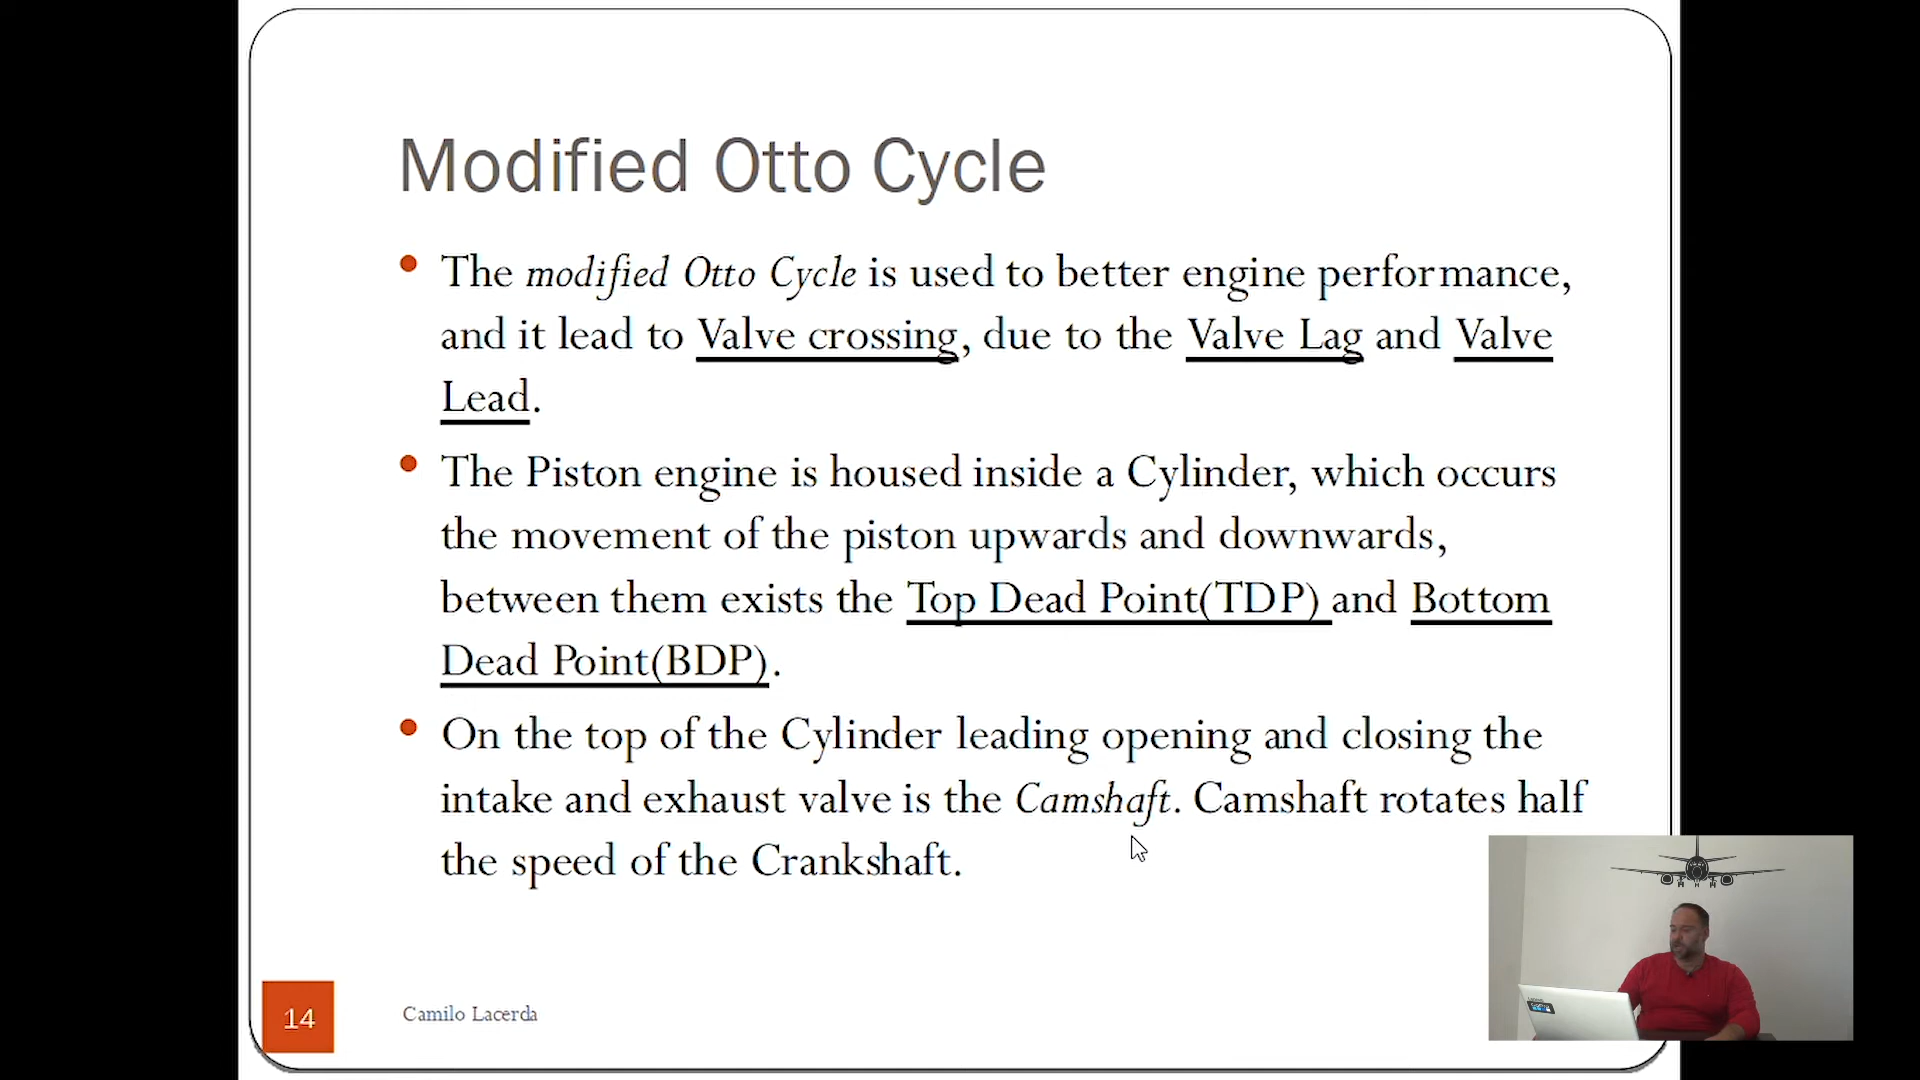 Modified Otto Cycle
The modified Otto Cycle is used to better engine performance,
and it lead to Valve crossing, due to the Valve Lag and Valve
Lead.
The Piston engine is housed inside a Cylinder, which occurs
the movement of the piston upwards and downwards,
between them exists the Top Dead Point(TDP) and Bottom
Dead Point(BDP).
On the top of the Cylinder leading opening and closing the
intake and exhaust valve is the Camshaft. Camshaft rotates half
the speed of the Crankshaft.
14
Camilo Lacerda